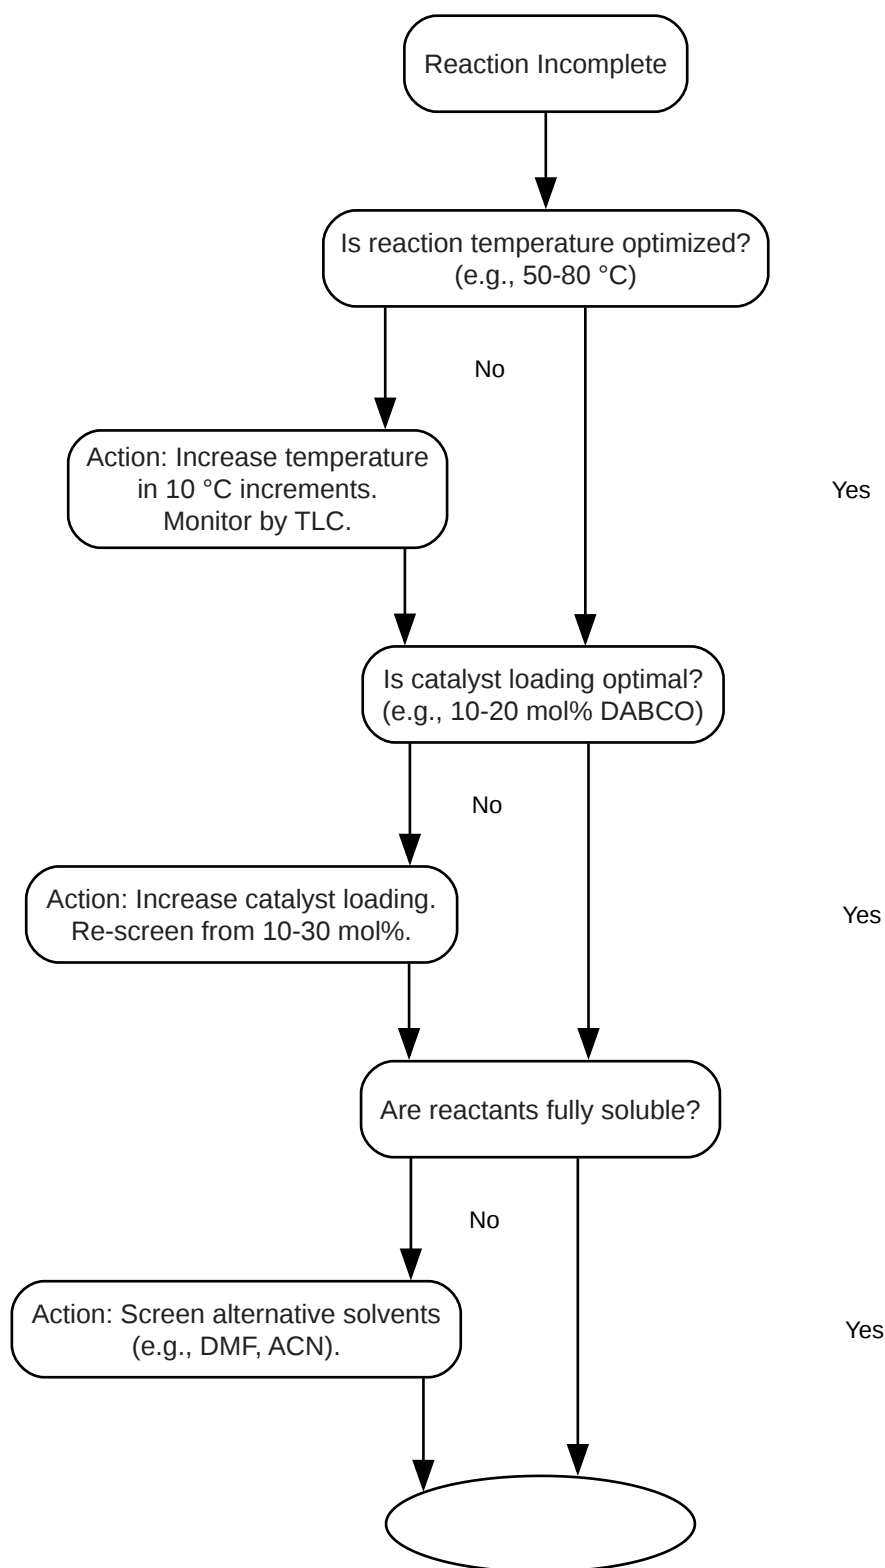 Reaction Incomplete
Is reaction temperature optimized?
(e.g., 50-80 °C)
No
Action: Increase temperature
in 10 °C increments.
Monitor by TLC.
Yes
Is catalyst loading optimal?
(e.g., 10-20 mol% DABCO)
No
Action: Increase catalyst loading.
Re-screen from 10-30 mol%.
Yes
Are reactants fully soluble?
No
Action: Screen alternative solvents
(e.g., DMF, ACN).
Yes